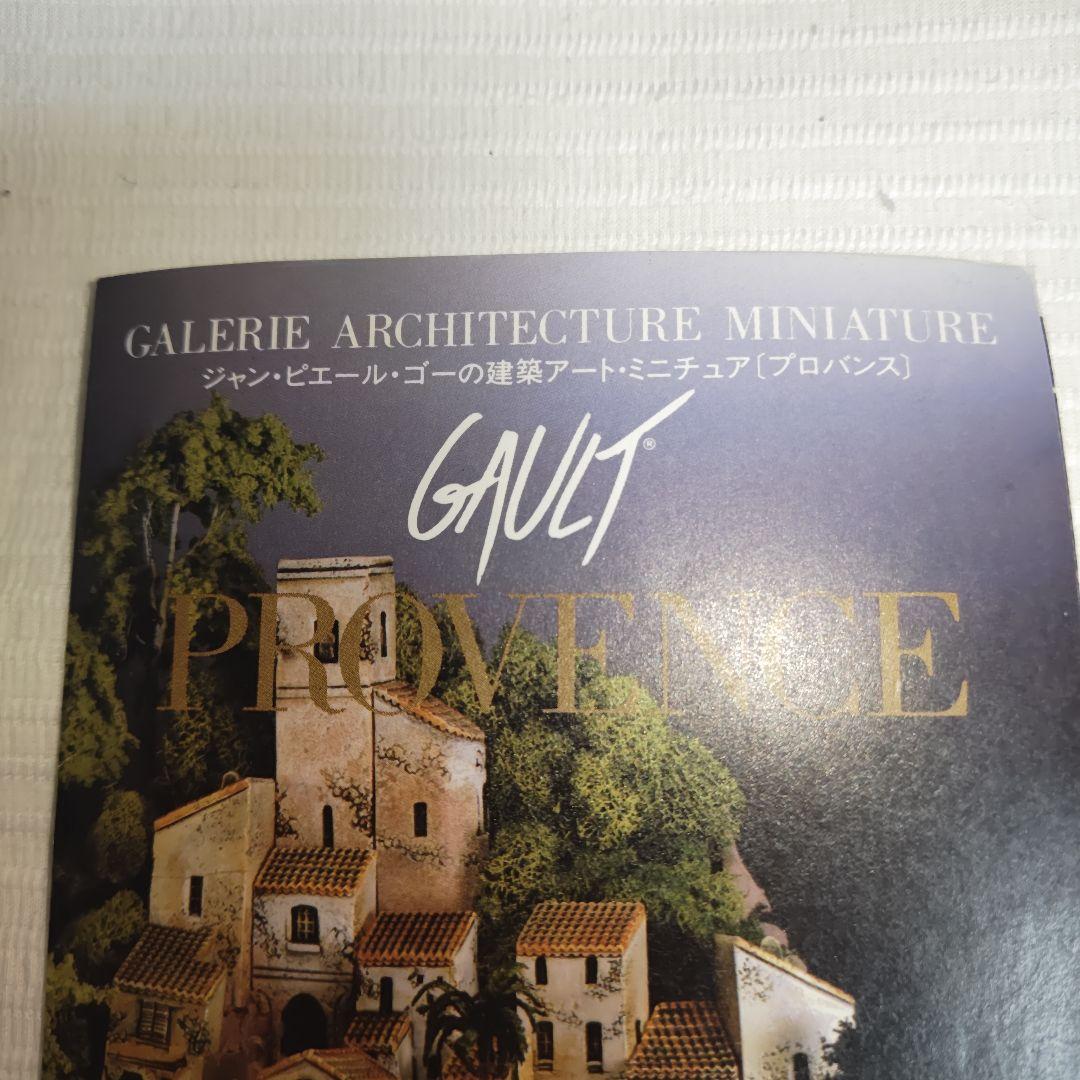 GALERIE ARCHITECTURE MINIATURE
ジャン・ピエール・ゴーの建築アート・ミニチュア〔プロバンス〕
GAULT®
PROVENCE